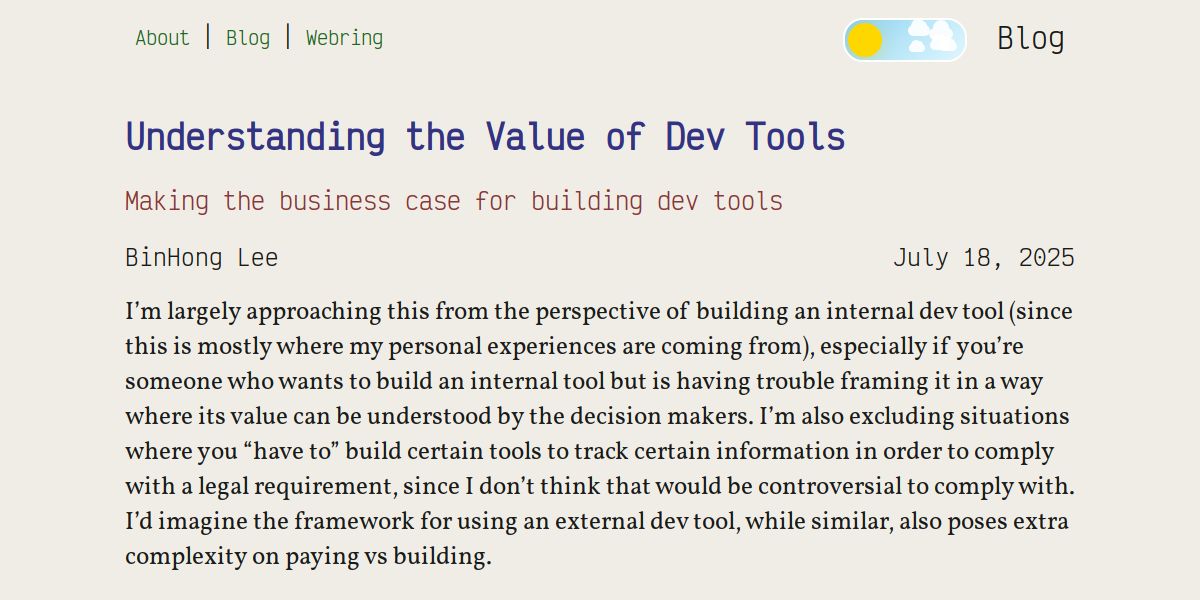 About | Blog | Webring
Blog
Understanding the Value of Dev Tools
Making the business case for building dev tools
BinHong Lee
July 18, 2025
I’m largely approaching this from the perspective of building an internal dev tool (since
this is mostly where my personal experiences are coming from), especially if you’re
someone who wants to build an internal tool but is having trouble framing it in a way
where its value can be understood by the decision makers. I’m also excluding situations
where you “have to” build certain tools to track certain information in order to comply
with a legal requirement, since I don’t think that would be controversial to comply with.
I’d imagine the framework for using an external dev tool, while similar, also poses extra
complexity on paying vs building.